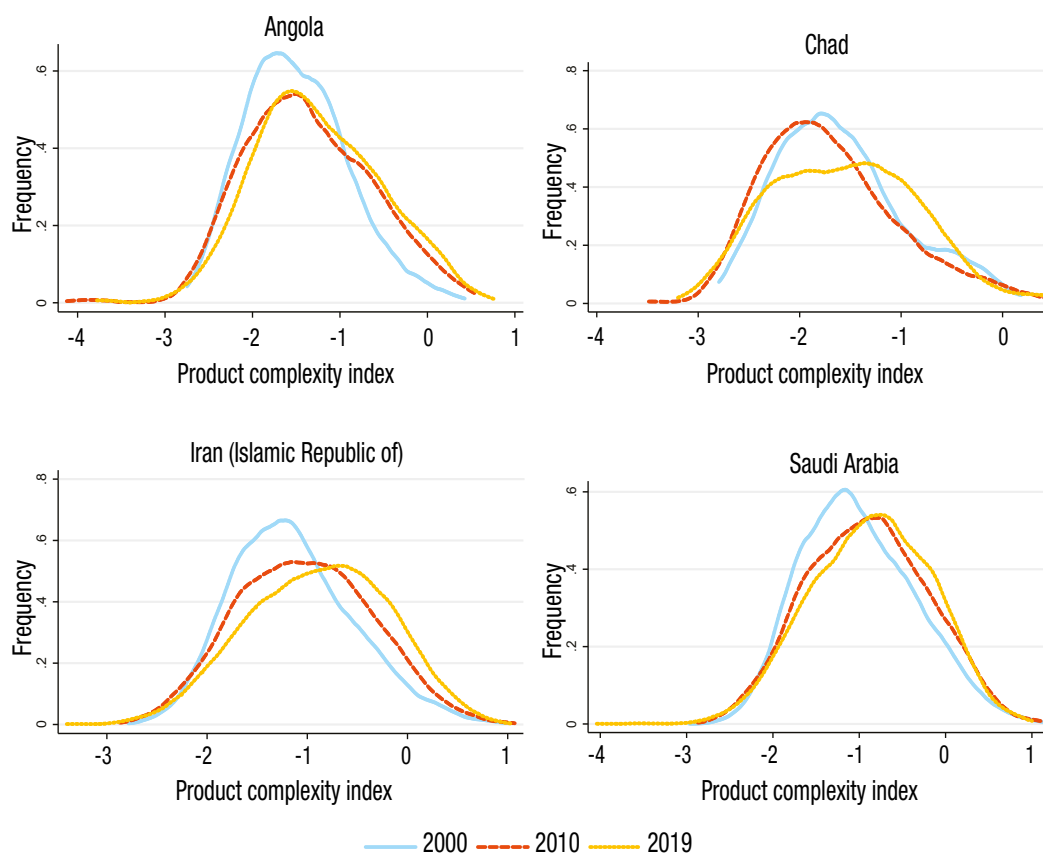 Angola
Frequency
.6
.4
.2
0
-4 -3 -2 -1 0 1
Product complexity index
Chad
Frequency
.8
.6
.4
.2
0
-4 -3 -2 -1 0
Product complexity index
Iran (Islamic Republic of)
Frequency
.8
.6
.4
.2
0
-3 -2 -1 0 1
Product complexity index
Saudi Arabia
Frequency
.6
.4
.2
0
-4 -3 -2 -1 0 1
Product complexity index
2000 2010 2019